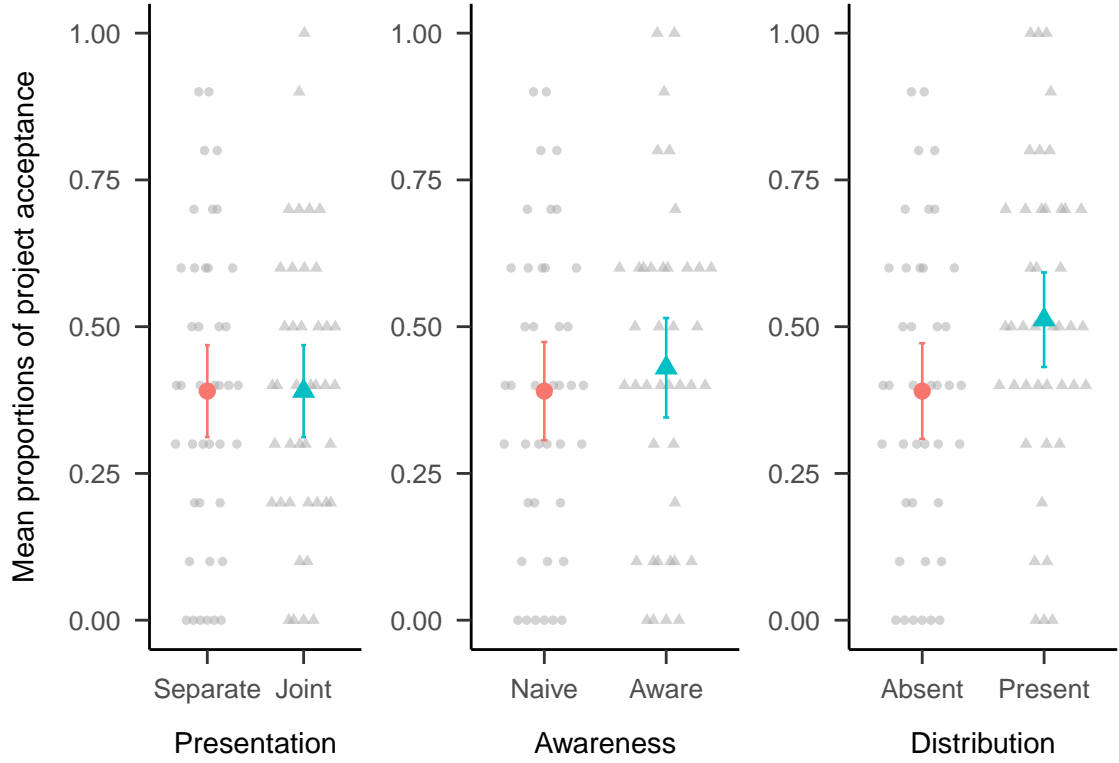 Mean proportions of project acceptance
1.00
0.75
0.50
0.25
0.00
Separate Joint
Presentation
1.00
0.75
0.50
0.25
0.00
Naive Aware
Awareness
1.00
0.75
0.50
0.25
0.00
Absent Present
Distribution